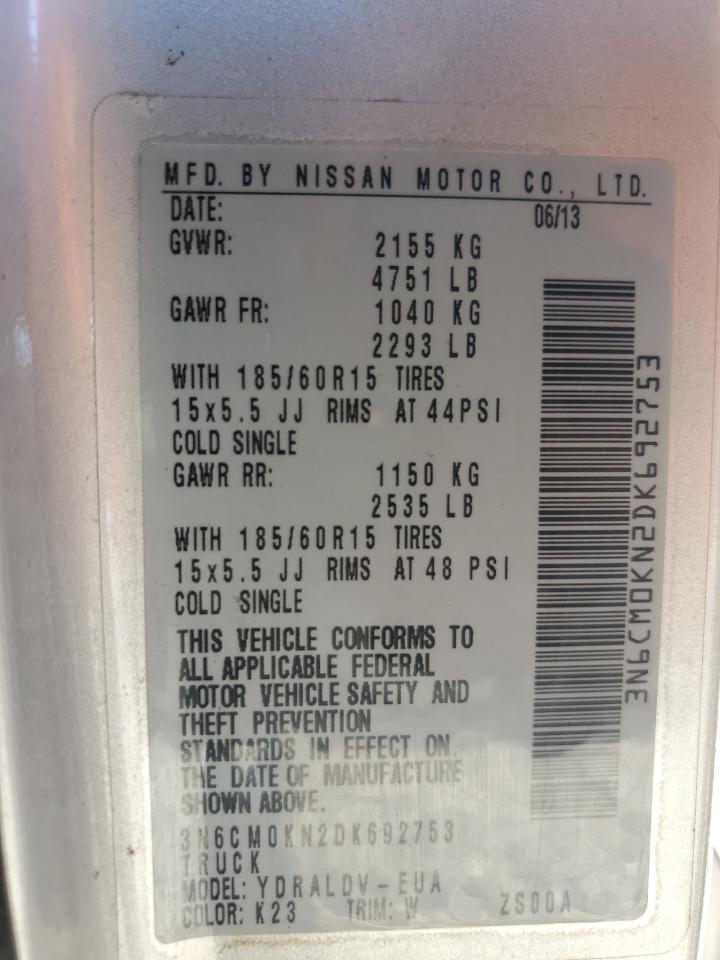 MFD. BY NISSAN MOTOR CO., LTD.
DATE: 06/13
GVWR: 2155 KG
4751 LB
GAWR FR: 1040 KG
2293 LB
WITH 185/60R15 TIRES
15x5.5 JJ RIMS AT 44PSI
COLD SINGLE
GAWR RR: 1150 KG
2535 LB
WITH 185/60R15 TIRES
15x5.5 JJ RIMS AT 48 PSI
COLD SINGLE
THIS VEHICLE CONFORMS TO
ALL APPLICABLE FEDERAL
MOTOR VEHICLE SAFETY AND
THEFT PREVENTION
STANDARDS IN EFFECT ON
THE DATE OF MANUFACTURE
SHOWN ABOVE.
3N6CM0KN2DK692753
TRUCK
MODEL: YDRALDV-EUA
COLOR: K23 TRIM: W ZS00A
3N6CM0KN2DK692753